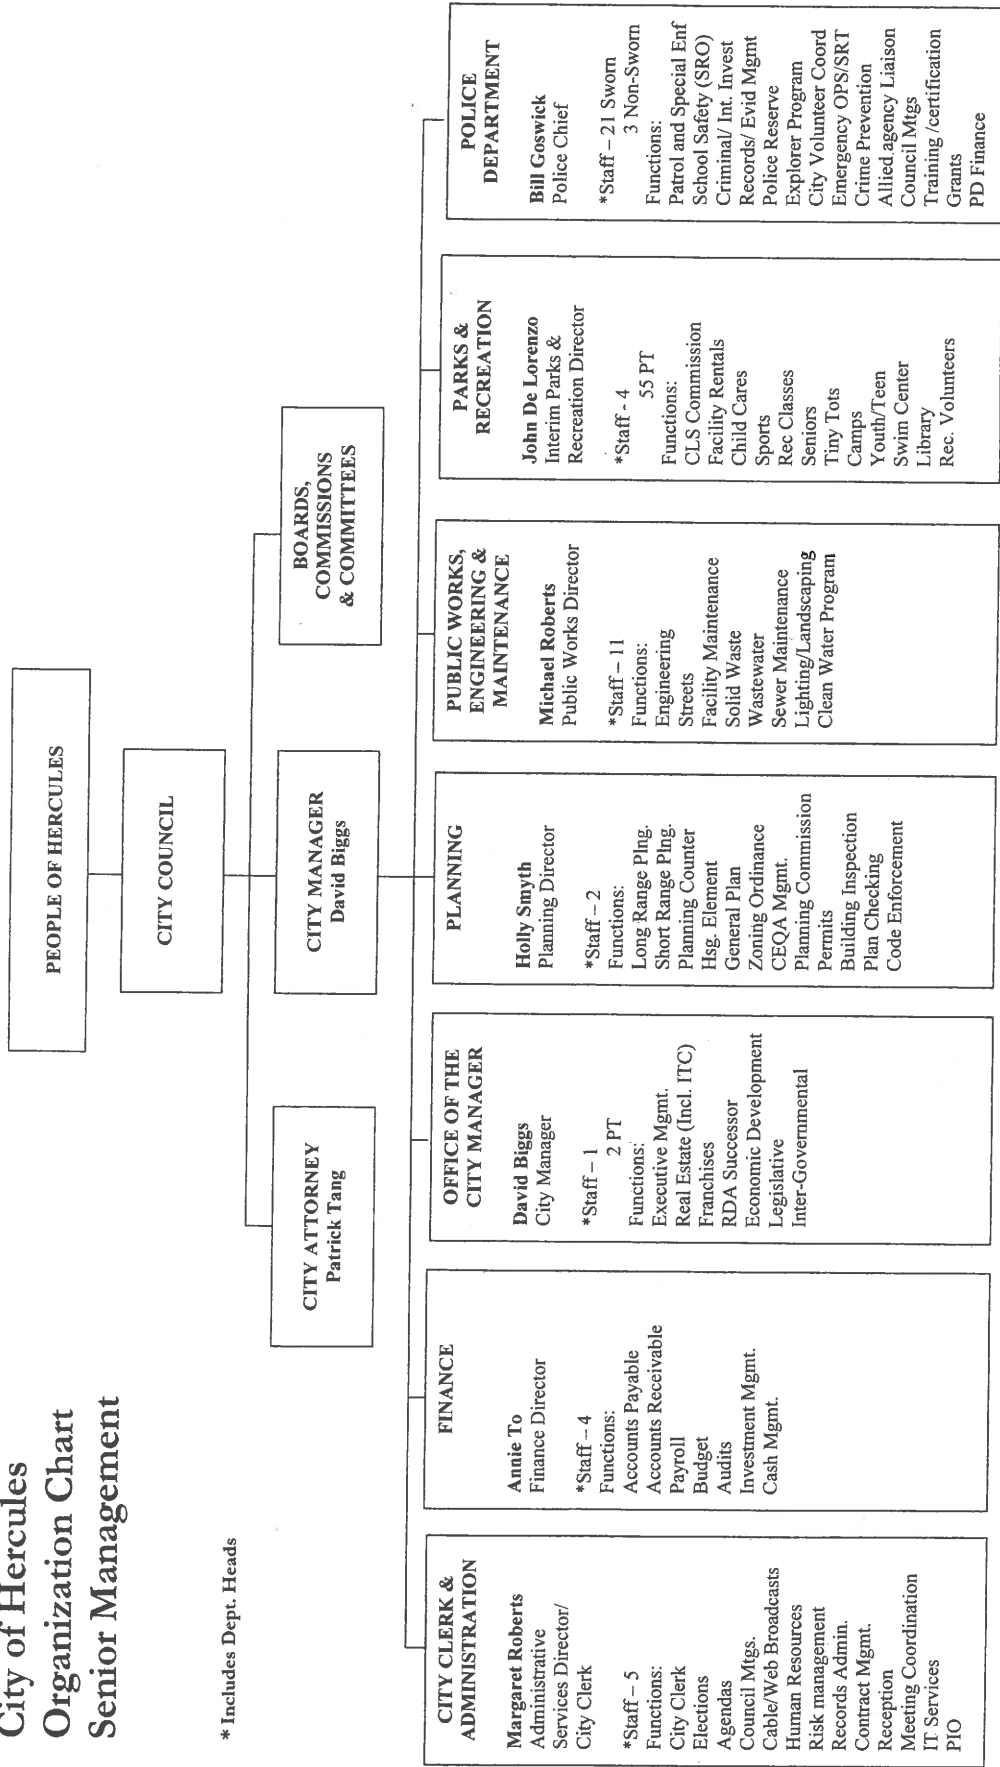 City of Hercules
Organization Chart
Senior Management
* Includes Dept. Heads
PEOPLE OF HERCULES
CITY COUNCIL
CITY ATTORNEY
Patrick Tang
CITY MANAGER
David Biggs
BOARDS,
COMMISSIONS
& COMMITTEES
CITY CLERK &
ADMINISTRATION
Margaret Roberts
Administrative
Services Director/
City Clerk
*Staff – 5
Functions:
City Clerk
Elections
Agendas
Council Mtgs.
Cable/Web Broadcasts
Human Resources
Risk management
Records Admin.
Contract Mgmt.
Reception
Meeting Coordination
IT Services
PIO
FINANCE
Annie To
Finance Director
*Staff – 4
Functions:
Accounts Payable
Accounts Receivable
Payroll
Budget
Audits
Investment Mgmt.
Cash Mgmt.
OFFICE OF THE
CITY MANAGER
David Biggs
City Manager
*Staff – 1
2 PT
Functions:
Executive Mgmt.
Real Estate (Incl. ITC)
Franchises
RDA Successor
Economic Development
Legislative
Inter-Governmental
PLANNING
Holly Smyth
Planning Director
*Staff – 2
Functions:
Long Range Plng.
Short Range Plng.
Planning Counter
Hsg. Element
General Plan
Zoning Ordinance
CEQA Mgmt.
Planning Commission
Permits
Building Inspection
Plan Checking
Code Enforcement
PUBLIC WORKS,
ENGINEERING &
MAINTENANCE
Michael Roberts
Public Works Director
*Staff – 11
Functions:
Engineering
Streets
Facility Maintenance
Solid Waste
Wastewater
Sewer Maintenance
Lighting/Landscaping
Clean Water Program
PARKS &
RECREATION
John De Lorenzo
Interim Parks &
Recreation Director
*Staff - 4
55 PT
Functions:
CLS Commission
Facility Rentals
Child Cares
Sports
Rec Classes
Seniors
Tiny Tots
Camps
Youth/Teen
Swim Center
Library
Rec. Volunteers
POLICE
DEPARTMENT
Bill Goswick
Police Chief
*Staff – 21 Sworn
3 Non-Sworn
Functions:
Patrol and Special Enf
School Safety (SRO)
Criminal/ Int. Invest
Records/ Evid Mgmt
Police Reserve
Explorer Program
City Volunteer Coord
Emergency OPS/SRT
Crime Prevention
Allied agency Liaison
Council Mtgs
Training /certification
Grants
PD Finance